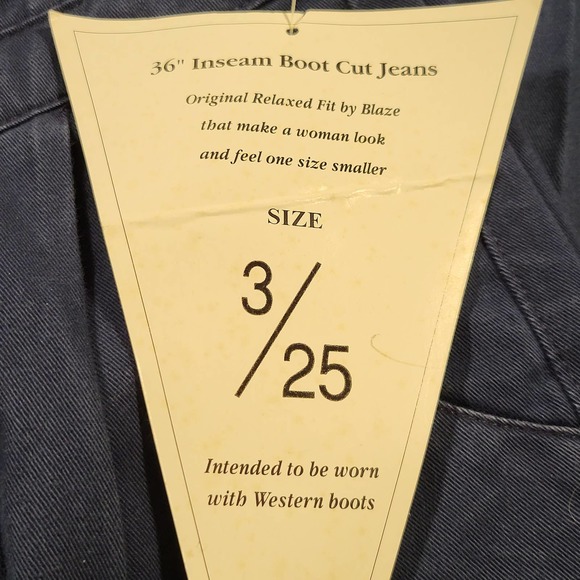 36" Inseam Boot Cut Jeans
Original Relaxed Fit by Blaze
that make a woman look
and feel one size smaller
SIZE
3/25
Intended to be worn
with Western boots